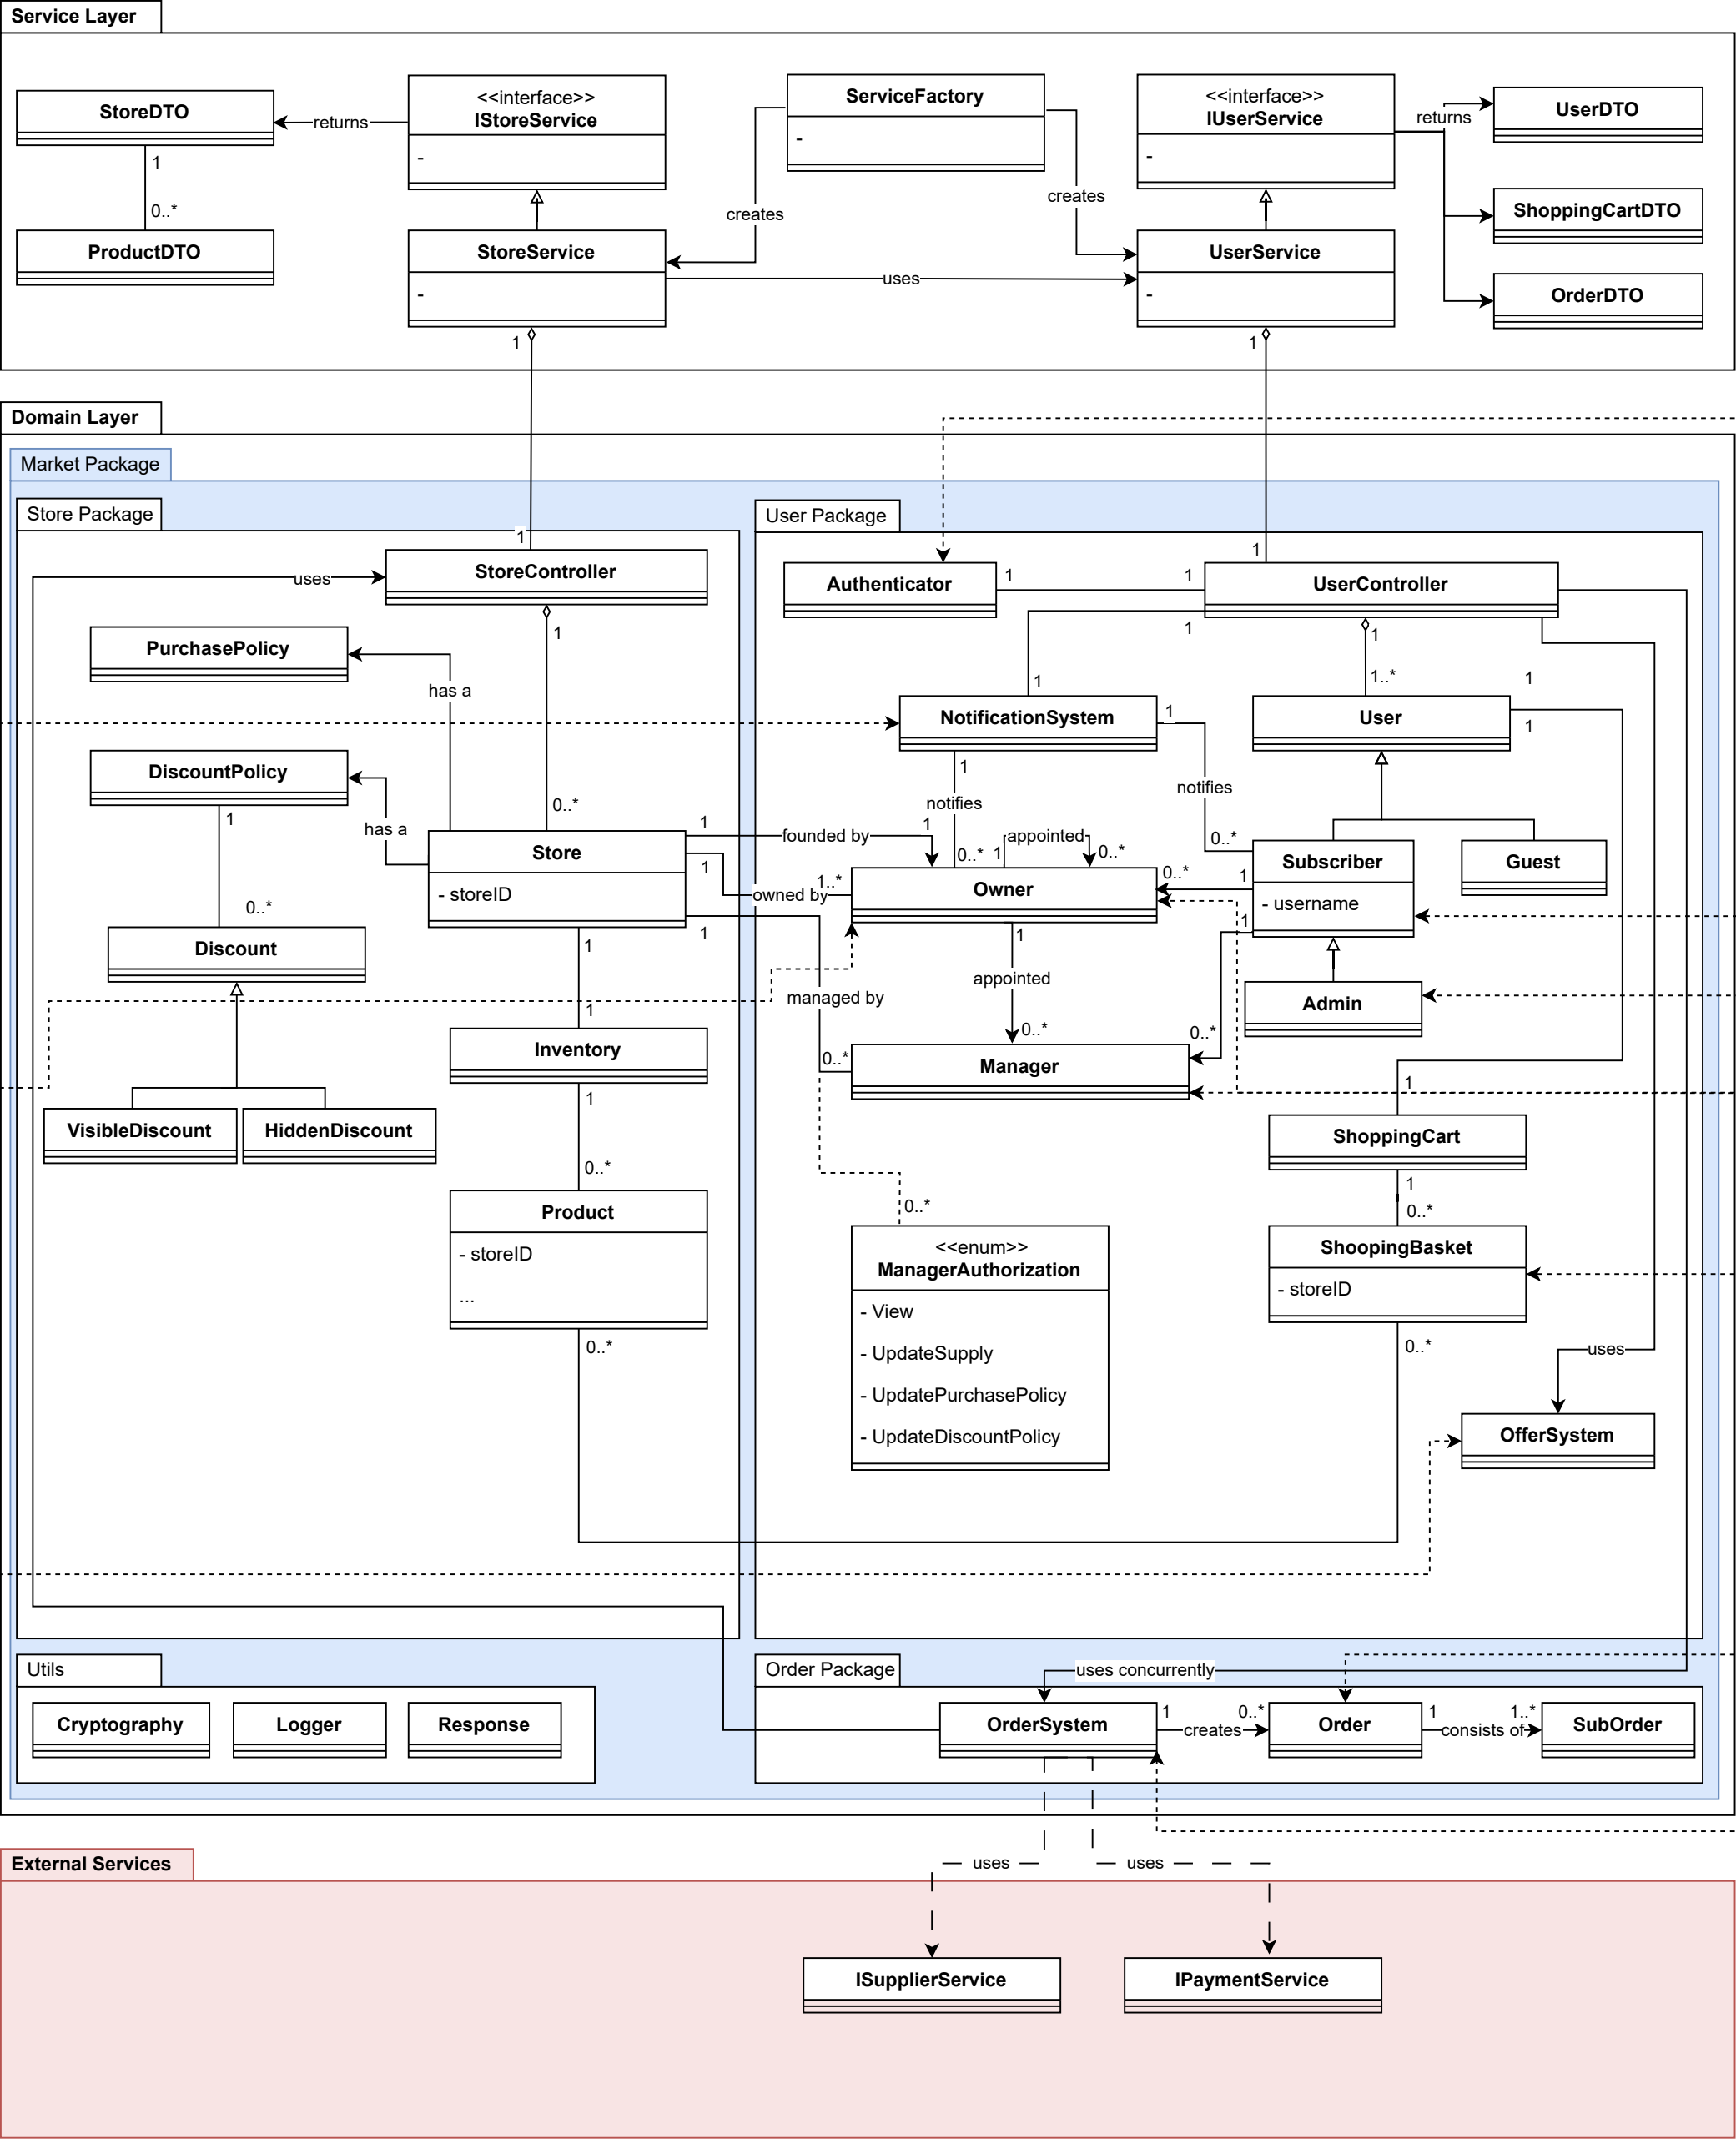 Service Layer
StoreDTO
1
0..*
ProductDTO
returns
<<interface>>
IStoreService
-
StoreService
-
1
ServiceFactory
-
creates
creates
uses
<<interface>>
IUserService
-
UserService
-
1
returns
UserDTO
ShoppingCartDTO
OrderDTO
Domain Layer
Market Package
Store Package
1
StoreController
uses
1
PurchasePolicy
has a
DiscountPolicy
has a
1
0..*
0..*
Store
- storeID
Discount
VisibleDiscount
HiddenDiscount
1
1
Inventory
1
0..*
Product
- storeID
...
0..*
1
founded by
1
1
owned by
1..*
1
managed by
0..*
User Package
Authenticator
1
1
1
UserController
1
1
1
1..*
1
NotificationSystem
1
User
1
1
notifies
0..*
notifies
0..*
1
appointed
0..*
Owner
0..*
1
Subscriber
- username
1
Guest
1
appointed
0..*
Manager
0..*
Admin
1
ShoppingCart
1
0..*
ShoopingBasket
- storeID
0..*
0..*
<<enum>>
ManagerAuthorization
- View
- UpdateSupply
- UpdatePurchasePolicy
- UpdateDiscountPolicy
uses
OfferSystem
Utils
Cryptography
Logger
Response
Order Package
uses concurrently
OrderSystem
1
creates
0..*
Order
1
consists of
1..*
SubOrder
External Services
uses
uses
ISupplierService
IPaymentService